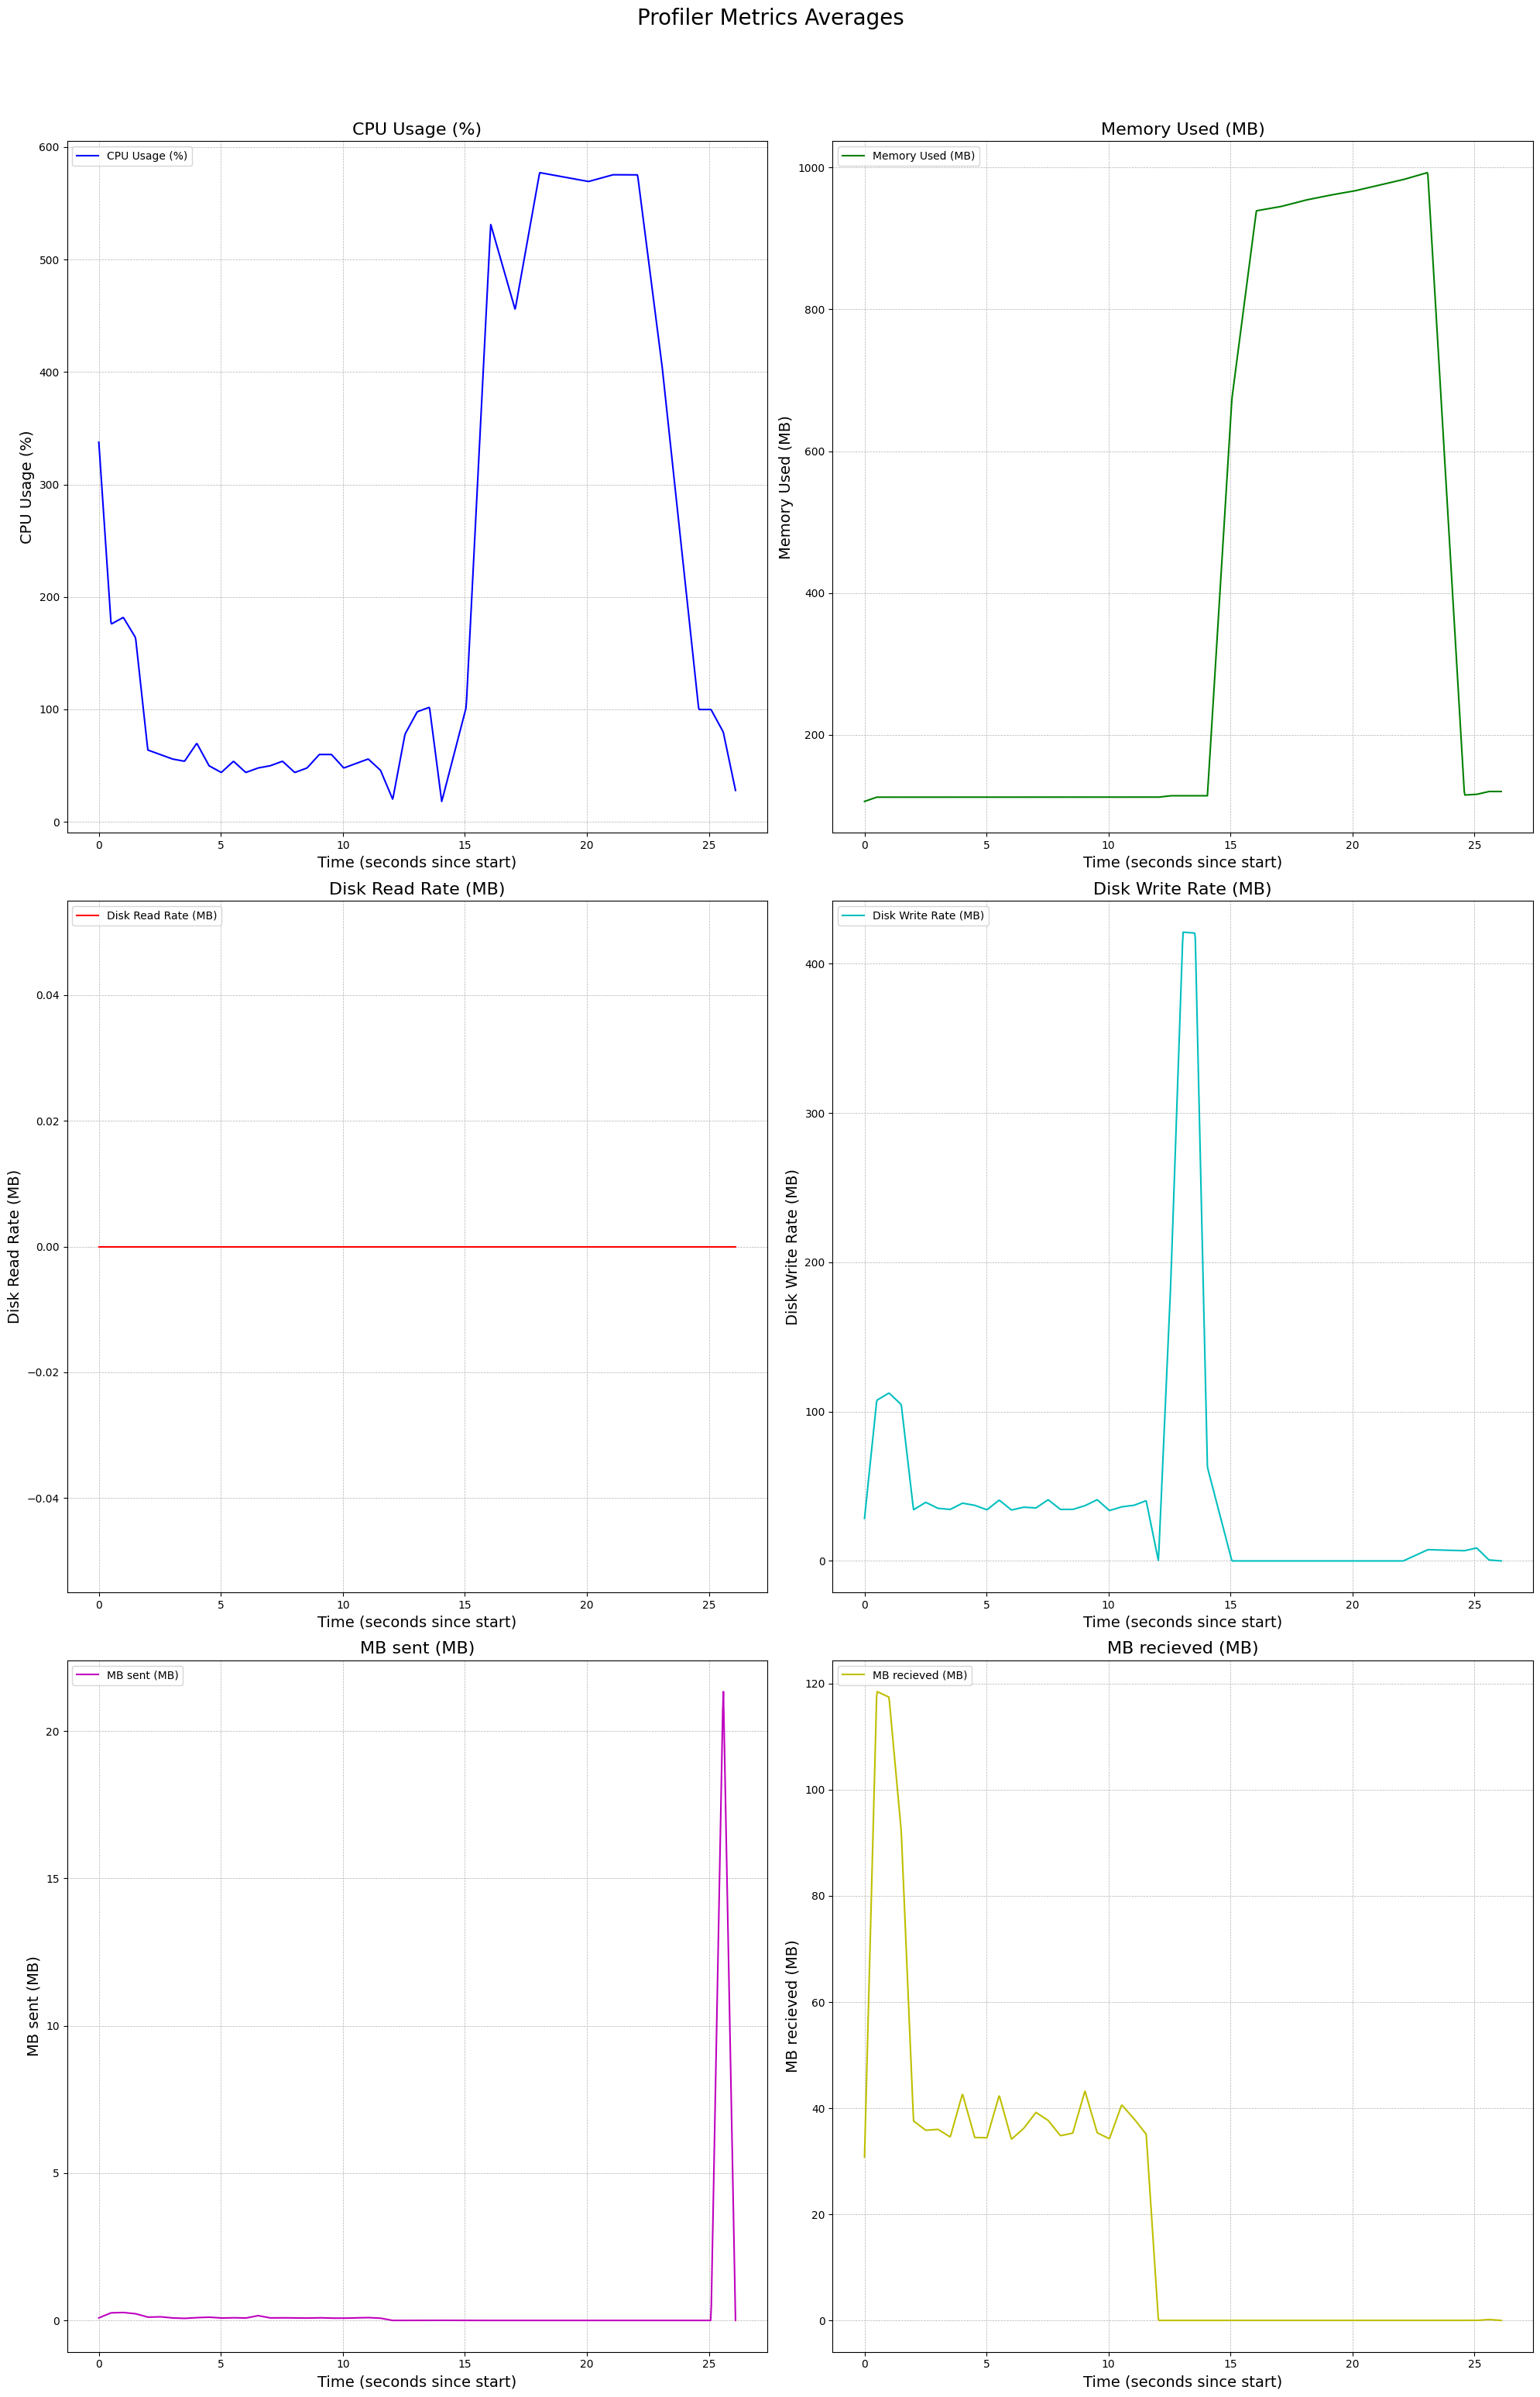 Profiler Metrics Averages
CPU Usage (%)
CPU Usage (%)
CPU Usage (%)
600
500
400
300
200
100
0
0 5 10 15 20 25
Time (seconds since start)
Memory Used (MB)
Memory Used (MB)
Memory Used (MB)
1000
800
600
400
200
0 5 10 15 20 25
Time (seconds since start)
Disk Read Rate (MB)
Disk Read Rate (MB)
Disk Read Rate (MB)
0.04
0.02
0.00
−0.02
−0.04
0 5 10 15 20 25
Time (seconds since start)
Disk Write Rate (MB)
Disk Write Rate (MB)
Disk Write Rate (MB)
400
300
200
100
0
0 5 10 15 20 25
Time (seconds since start)
MB sent (MB)
MB sent (MB)
MB sent (MB)
20
15
10
5
0
0 5 10 15 20 25
Time (seconds since start)
MB recieved (MB)
MB recieved (MB)
MB recieved (MB)
120
100
80
60
40
20
0
0 5 10 15 20 25
Time (seconds since start)